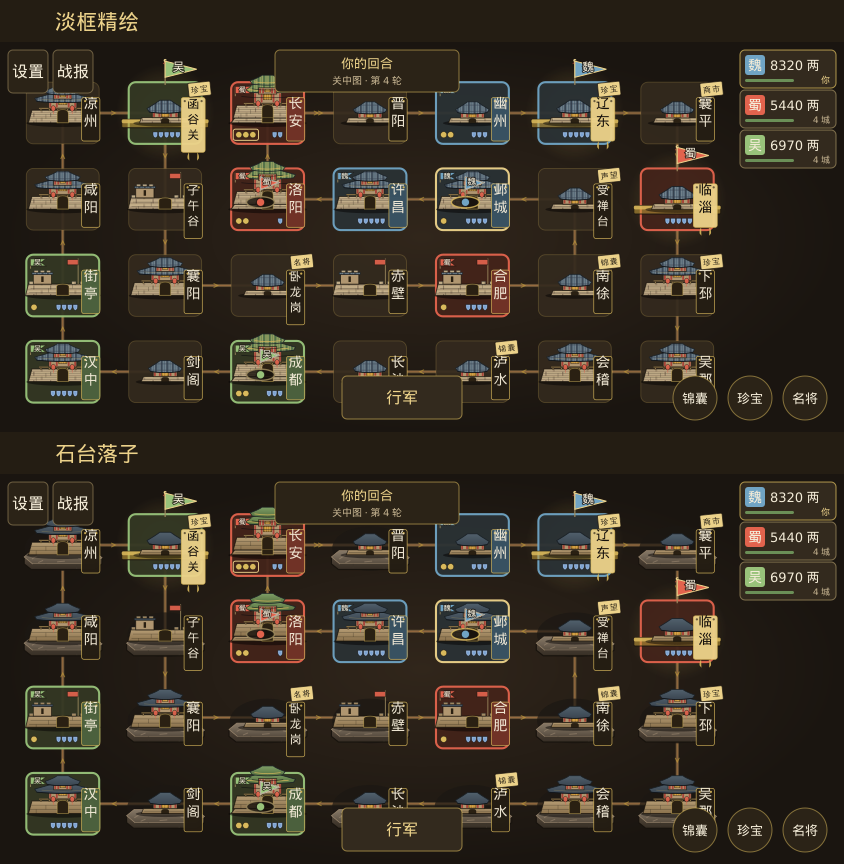 淡框精绘
设置
战报
你的回合
关中图·第 4 轮
魏 8320 两
你
蜀 5440 两
4 城
吴 6970 两
4 城
吴
魏
凉州
珍宝
函谷关
长安
晋阳
幽州
珍宝
辽东
商市
襄平
咸阳
子午谷
蜀
洛阳
许昌
魏
邺城
声望
受禅台
蜀
临淄
街亭
襄阳
名将
卧龙岗
赤壁
合肥
锦囊
南徐
珍宝
下邳
汉中
剑阁
吴
成都
长
锦囊
泸水
会稽
吴
行军
锦囊
珍宝
名将
石台落子
设置
战报
你的回合
关中图·第 4 轮
魏 8320 两
你
蜀 5440 两
4 城
吴 6970 两
4 城
吴
魏
凉州
珍宝
函谷关
长安
晋阳
幽州
珍宝
辽东
商市
襄平
咸阳
子午谷
蜀
洛阳
许昌
魏
邺城
声望
受禅台
蜀
临淄
街亭
襄阳
名将
卧龙岗
赤壁
合肥
锦囊
南徐
珍宝
下邳
汉中
剑阁
吴
成都
长
锦囊
泸水
会稽
吴
行军
锦囊
珍宝
名将